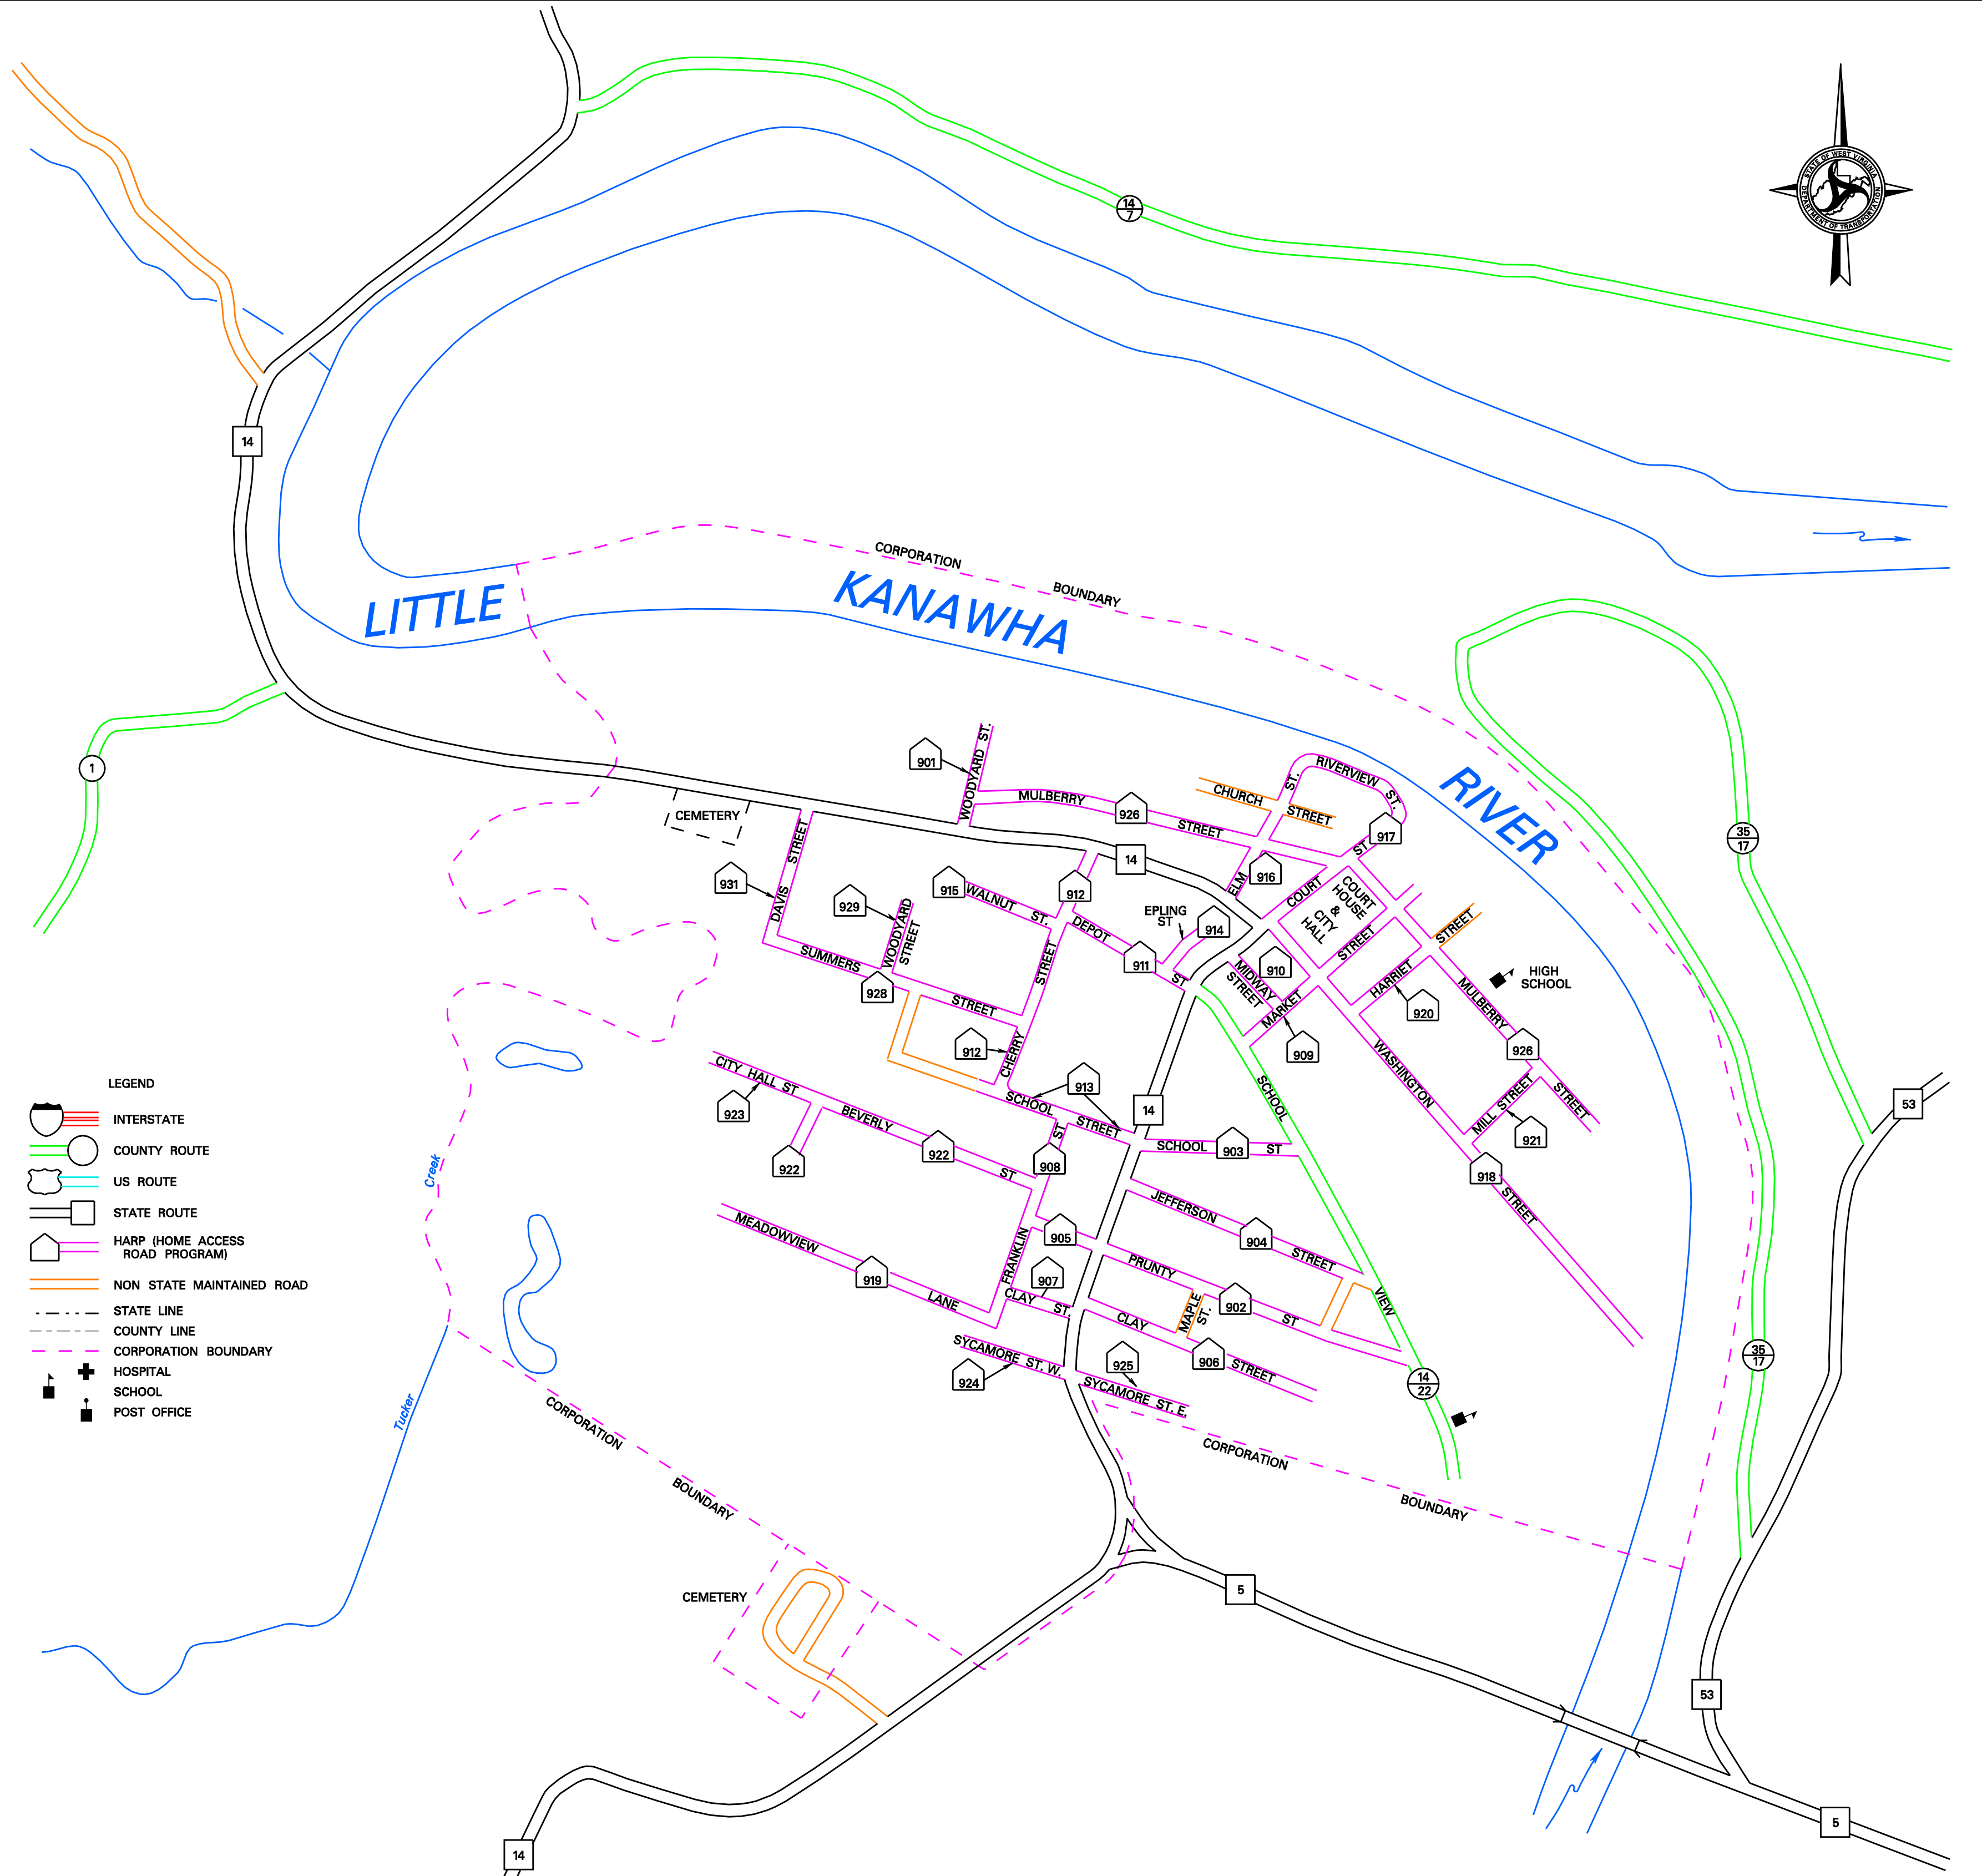 STATE OF WEST VIRGINIA
DEPARTMENT OF TRANSPORTATION
14
7
14
CORPORATION
BOUNDARY
LITTLE
KANAWHA
RIVER
1
CEMETERY
901
WOODYARD ST.
MULBERRY
926
STREET
CHURCH
STREET
ST.
RIVERVIEW
ST.
917
ST.
35
17
14
916
ELM
COURT
COURT
HOUSE
&
CITY
HALL
931
DAVIS
STREET
929
WOODYARD
STREET
915
WALNUT
ST.
912
DEPOT
911
ST
EPLING
ST
914
910
MIDWAY
STREET
MARKET
909
STREET
STREET
HARRIET
920
HIGH
SCHOOL
MULBERRY
926
STREET
SUMMERS
928
STREET
STREET
912
CHERRY
WASHINGTON
MILL STREET
921
918
STREET
53
CITY HALL ST
923
BEVERLY
922
922
ST
SCHOOL
913
STREET
14
SCHOOL
903
ST
SCHOOL
ST
908
JEFFERSON
904
STREET
VIEW
MEADOWVIEW
919
LANE
FRANKLIN
905
PRUNTY
902
ST
907
CLAY
ST.
CLAY
MAPLE
ST.
906
STREET
SYCAMORE ST. W.
924
925
SYCAMORE ST. E.
14
22
35
17
LEGEND
INTERSTATE
COUNTY ROUTE
US ROUTE
STATE ROUTE
HARP (HOME ACCESS
ROAD PROGRAM)
NON STATE MAINTAINED ROAD
STATE LINE
COUNTY LINE
CORPORATION BOUNDARY
HOSPITAL
SCHOOL
POST OFFICE
Creek
Tucker
CORPORATION
BOUNDARY
CORPORATION
BOUNDARY
CEMETERY
5
53
5
14